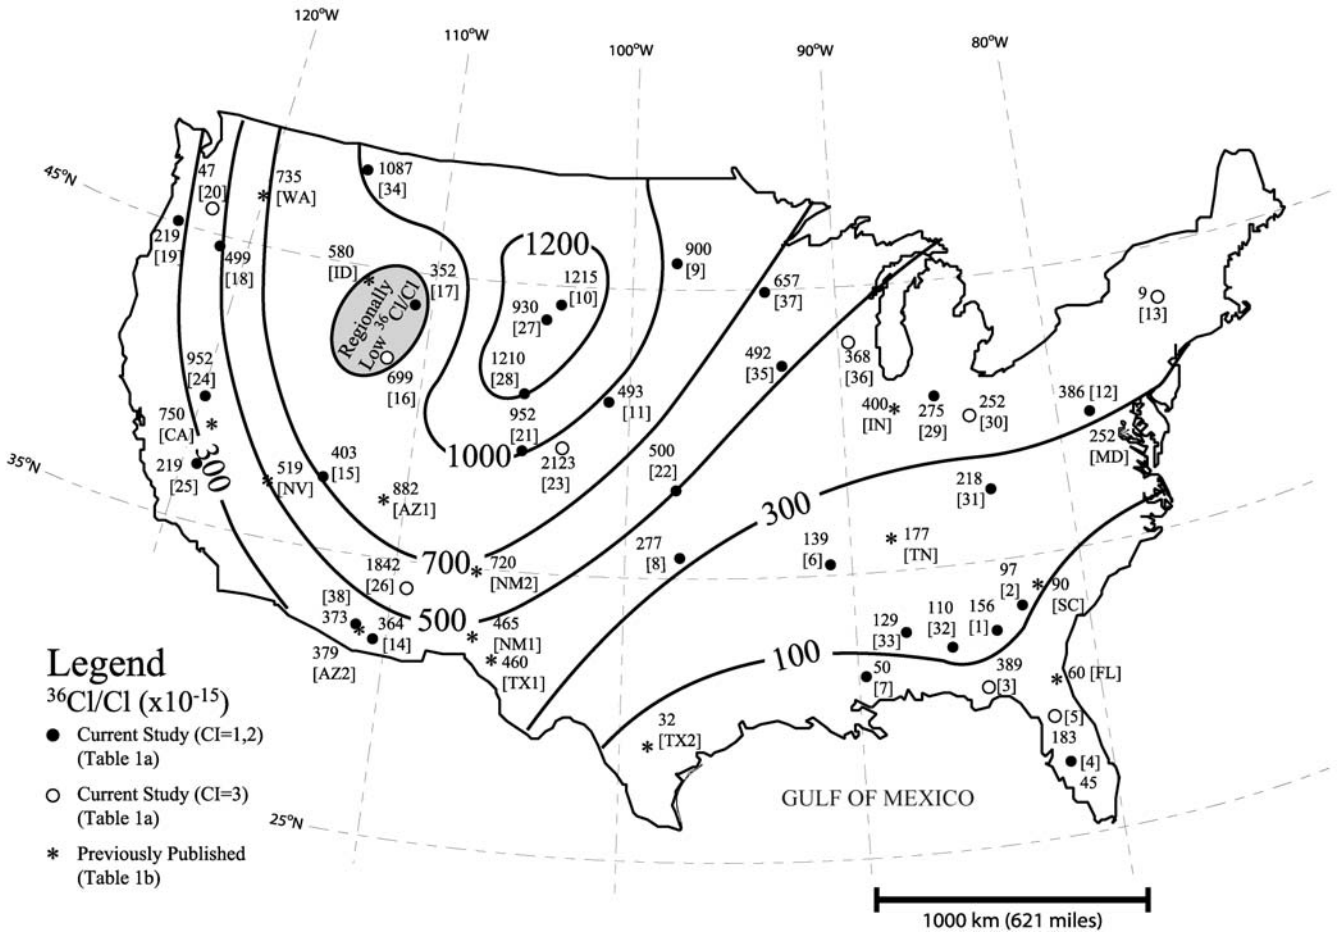 120°W
110°W
100°W
90°W
80°W
45°N
35°N
25°N
47
[20]
735
[WA]
1087
[34]
219
[19]
499
[18]
580
[ID]
352
[17]
Regionally
Low ³⁶Cl/Cl
699
[16]
1200
1215
[10]
930
[27]
1210
[28]
900
[9]
657
[37]
9
[13]
952
[24]
750
[CA]
219
[25]
300
519
[NV]
403
[15]
882
[AZ1]
952
[21]
493
[11]
1000
2123
[23]
500
[22]
492
[35]
368
[36]
400
[IN]
275
[29]
252
[30]
386 [12]
252
[MD]
218
[31]
300
277
[8]
139
[6]
177
[TN]
700
720
[NM2]
1842
[26]
[38]
373
364
[14]
379
[AZ2]
500
465
[NM1]
460
[TX1]
97
[2]
90
[SC]
156
[1]
110
[32]
129
[33]
100
50
[7]
389
[3]
60 [FL]
[5]
183
[4]
45
32
[TX2]
GULF OF MEXICO
Legend
³⁶Cl/Cl (x10⁻¹⁵)
Current Study (CI=1,2)
(Table 1a)
Current Study (CI=3)
(Table 1a)
* Previously Published
(Table 1b)
1000 km (621 miles)